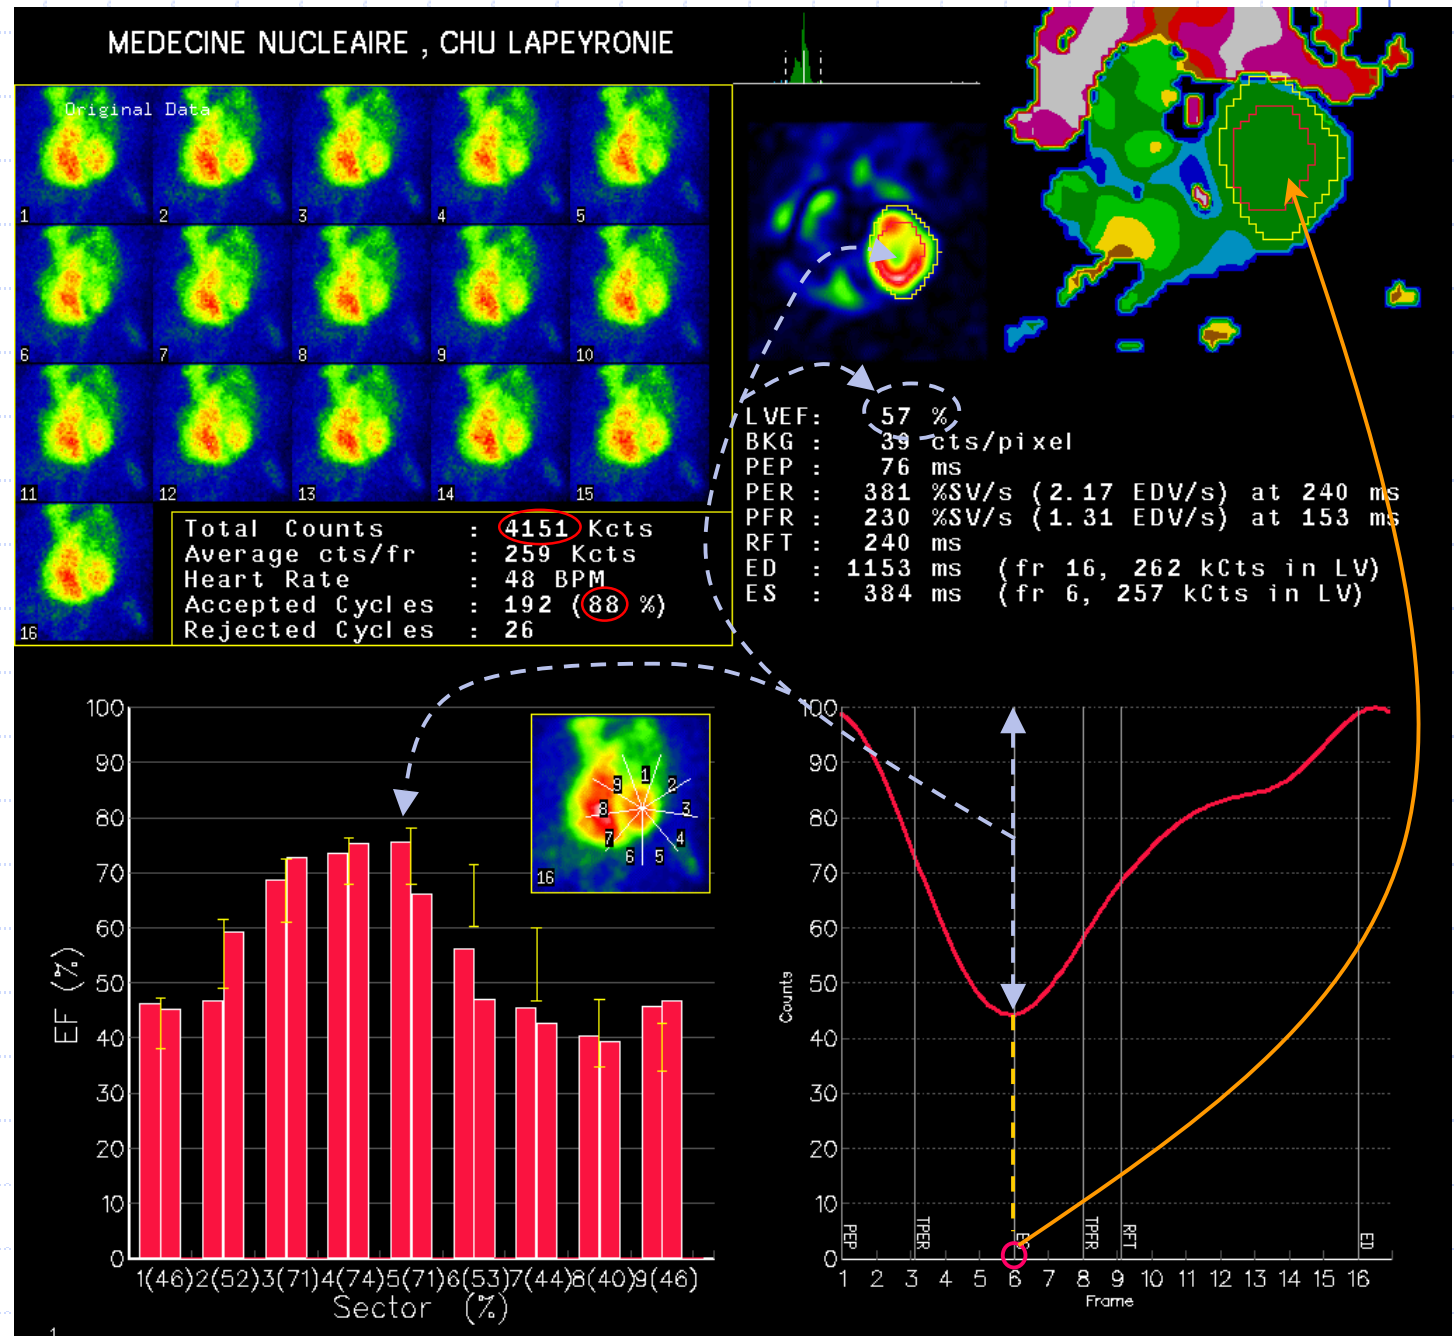 MEDECINE NUCLEAIRE , CHU LAPEYRONIE
Original Data
1 2 3 4 5
6 7 8 9 10
11 12 13 14 15
16
Total Counts : 4151 Kcts
Average cts/fr : 259 Kcts
Heart Rate : 48 BPM
Accepted Cycles : 192 (88 %)
Rejected Cycles : 26
LVEF: 57 %
BKG : 39 cts/pixel
PEP : 76 ms
PER : 381 %SV/s (2.17 EDV/s) at 240 ms
PFR : 230 %SV/s (1.31 EDV/s) at 153 ms
RFT : 240 ms
ED : 1153 ms (fr 16, 262 kCts in LV)
ES : 384 ms (fr 6, 257 kCts in LV)
100
90
80
70
60
50
40
30
20
10
0
EF (%)
1(46) 2(52) 3(71) 4(74) 5(71) 6(53) 7(44) 8(40) 9(46)
Sector (%)
1
2
3
4
5
6
7
8
9
16
100
90
80
70
60
50
40
30
20
10
0
Counts
PEP
TPER
ES
TPFR
RFT
ED
1 2 3 4 5 6 7 8 9 10 11 12 13 14 15 16
Frame
1